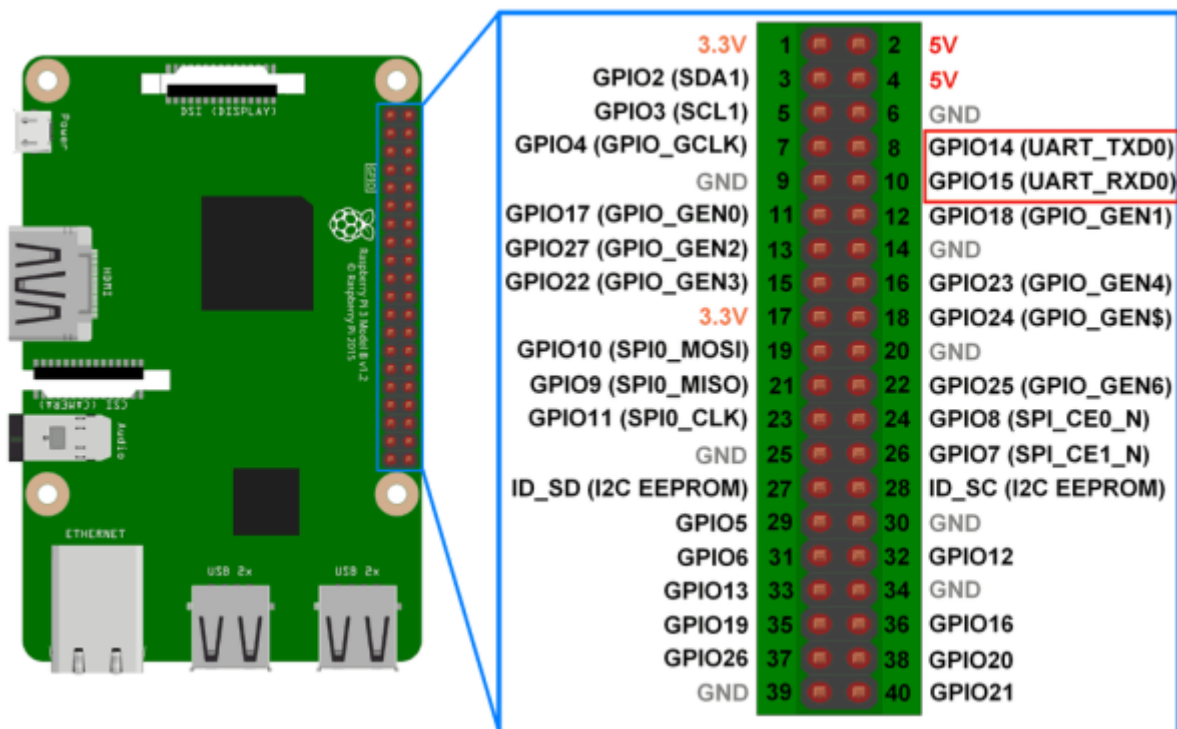 3.3V 1 2 5V
GPIO2 (SDA1) 3 4 5V
GPIO3 (SCL1) 5 6 GND
GPIO4 (GPIO_GCLK) 7 8 GPIO14 (UART_TXD0)
GND 9 10 GPIO15 (UART_RXD0)
GPIO17 (GPIO_GEN0) 11 12 GPIO18 (GPIO_GEN1)
GPIO27 (GPIO_GEN2) 13 14 GND
GPIO22 (GPIO_GEN3) 15 16 GPIO23 (GPIO_GEN4)
3.3V 17 18 GPIO24 (GPIO_GEN$)
GPIO10 (SPI0_MOSI) 19 20 GND
GPIO9 (SPI0_MISO) 21 22 GPIO25 (GPIO_GEN6)
GPIO11 (SPI0_CLK) 23 24 GPIO8 (SPI_CE0_N)
GND 25 26 GPIO7 (SPI_CE1_N)
ID_SD (I2C EEPROM) 27 28 ID_SC (I2C EEPROM)
GPIO5 29 30 GND
GPIO6 31 32 GPIO12
GPIO13 33 34 GND
GPIO19 35 36 GPIO16
GPIO26 37 38 GPIO20
GND 39 40 GPIO21
DSI (DISPLAY)
Power
GPIO
HDMI
Raspberry Pi 3 Model B v1.2
© Raspberry Pi 2015
CSI (CAMERA)
Audio
ETHERNET
USB 2x
USB 2x